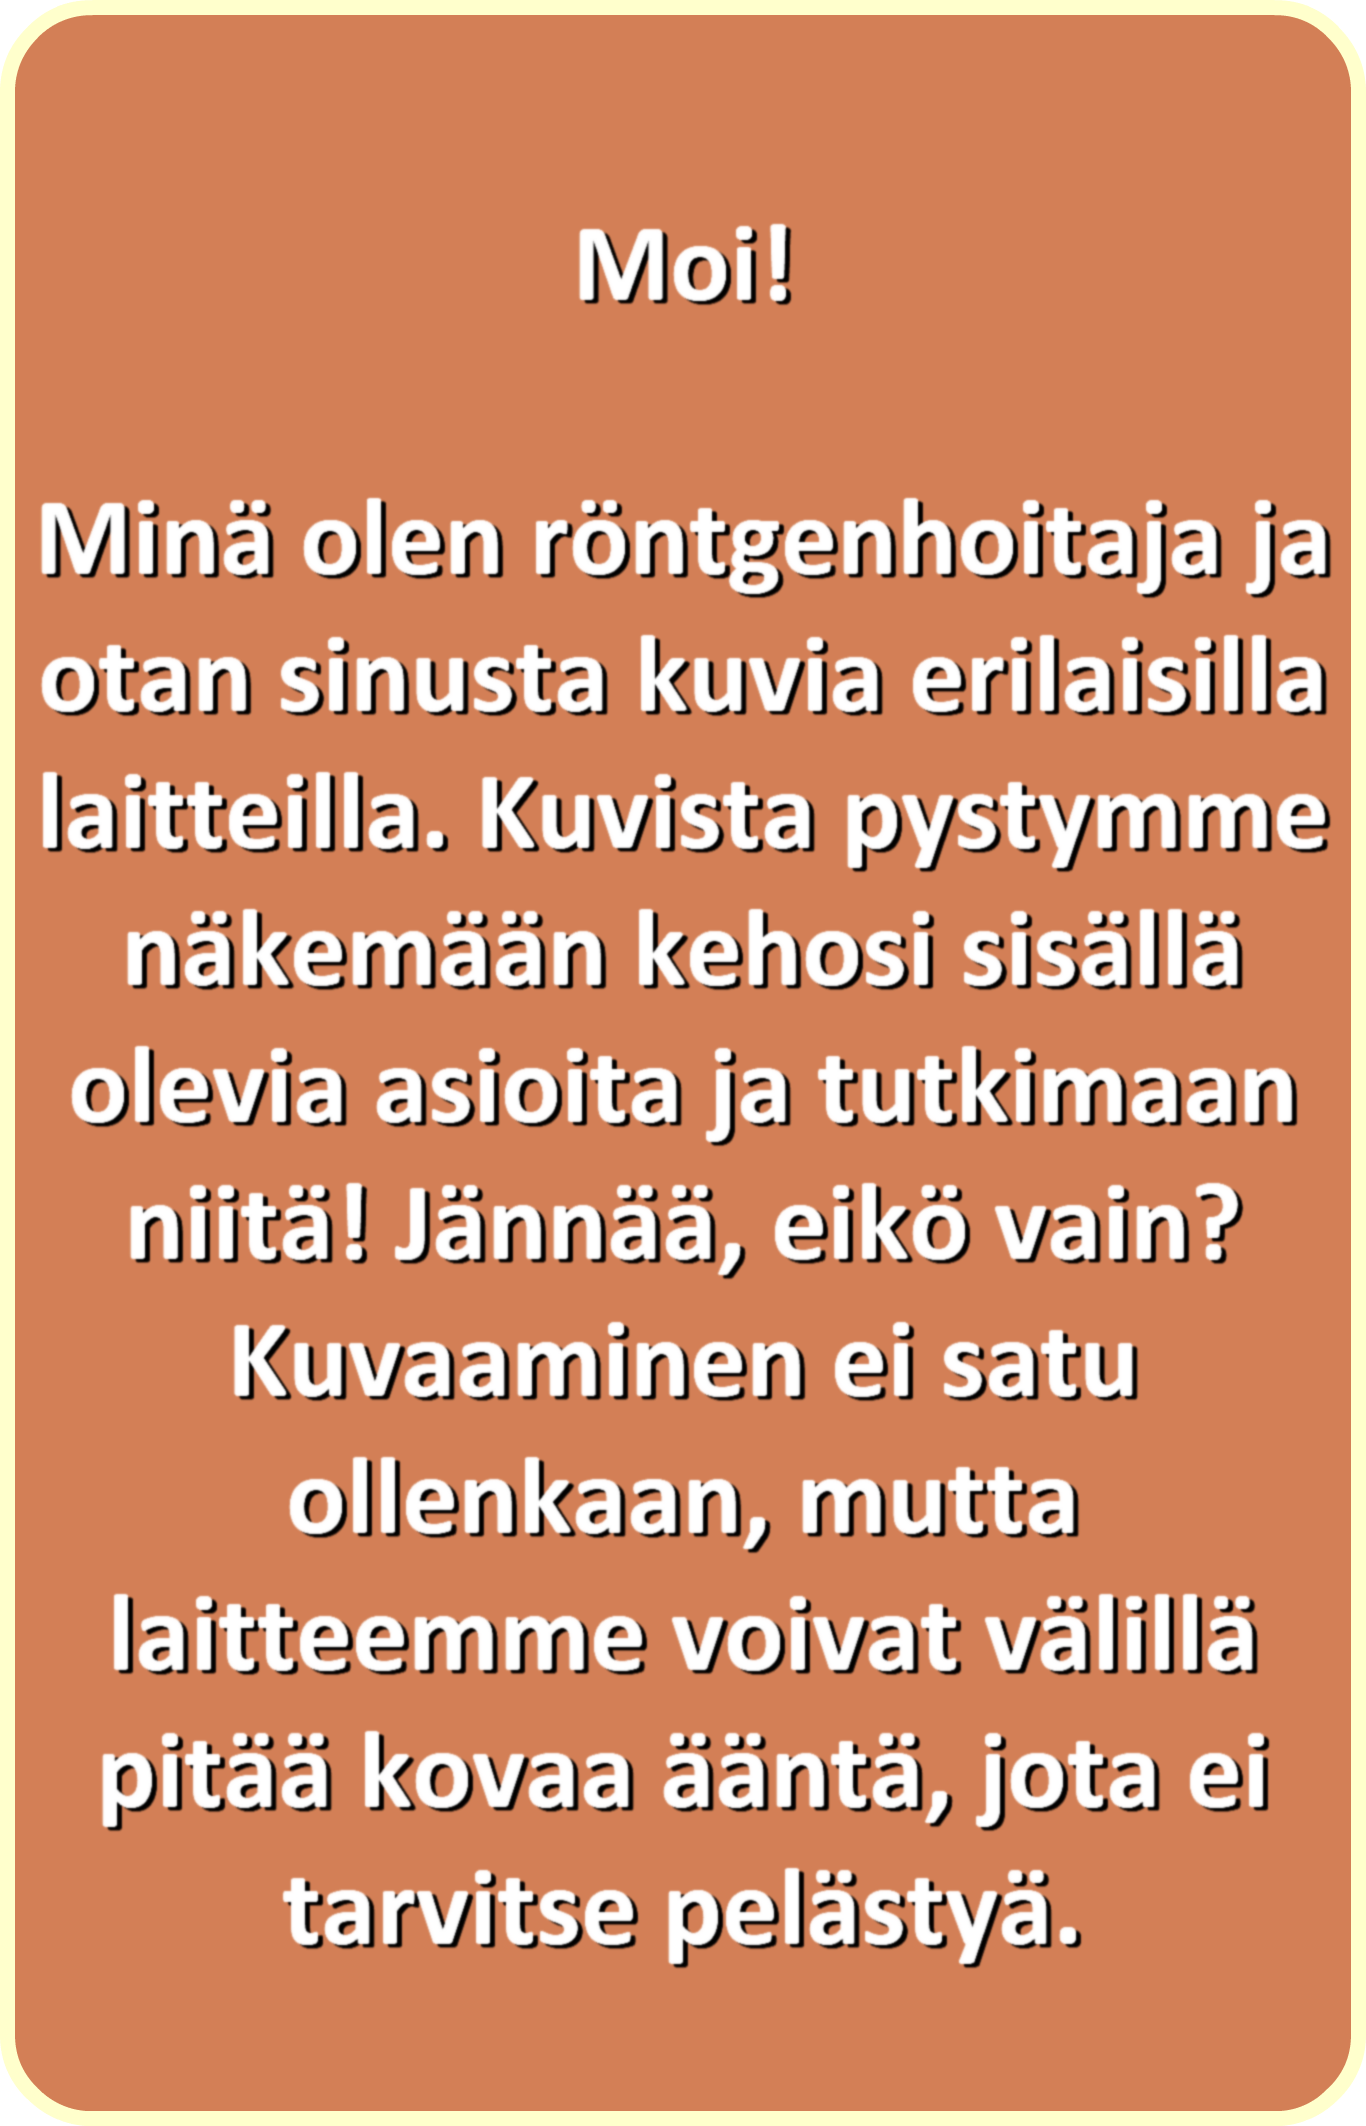 Moi!
Minä olen röntgenhoitaja ja
otan sinusta kuvia erilaisilla
laitteilla. Kuvista pystymme
näkemään kehosi sisällä
olevia asioita ja tutkimaan
niitä! Jännää, eikö vain?
Kuvaaminen ei satu
ollenkaan, mutta
laitteemme voivat välillä
pitää kovaa ääntä, jota ei
tarvitse pelästyä.